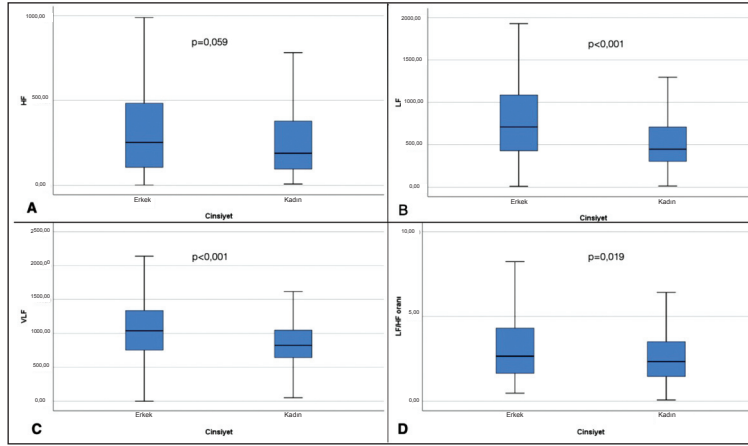 1000,00
p=0,059
HF
500,00
0,00
Erkek
Kadın
A
Cinsiyet
2000,00
p<0,001
1500,00
LF
1000,00
500,00
0,00
Erkek
Kadın
B
Cinsiyet
2500,00
p<0,001
2000,00
1500,00
VLF
1000,00
500,00
0,00
Erkek
Kadın
C
Cinsiyet
10,00
p=0,019
LF/HF oranı
5,00
0,00
Erkek
Kadın
D
Cinsiyet